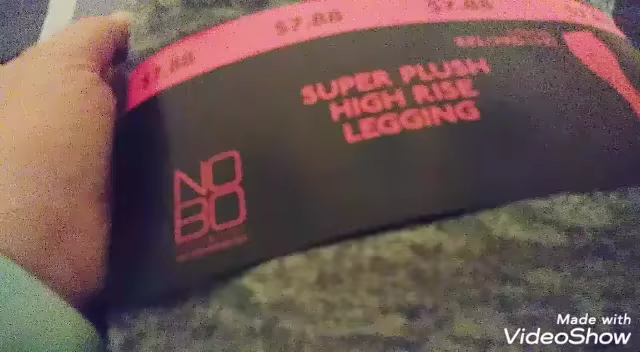 $7.88 $7.88 $7.88
SUPER PLUSH
HIGH RISE
LEGGING
NO
BO
Made with
VideoShow